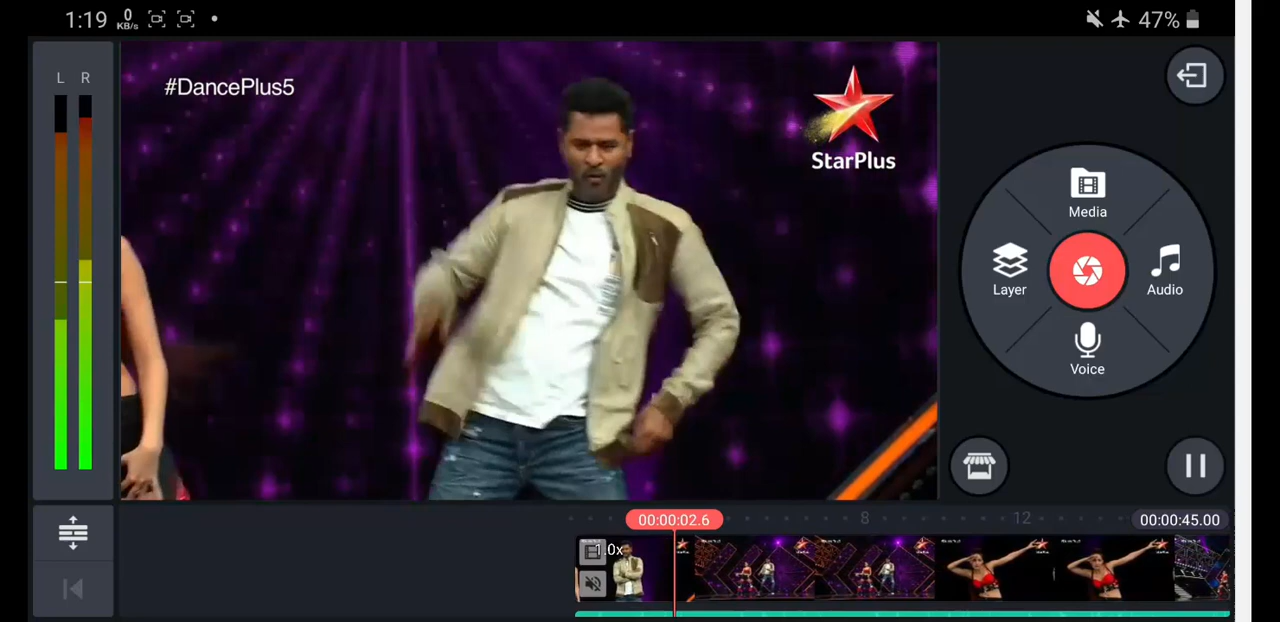 1:19 0 KB/s 47%
L R
#DancePlus5
StarPlus
Media
Layer
Audio
Voice
00:00:02.6 8 12 00:00:45.00
1.0x